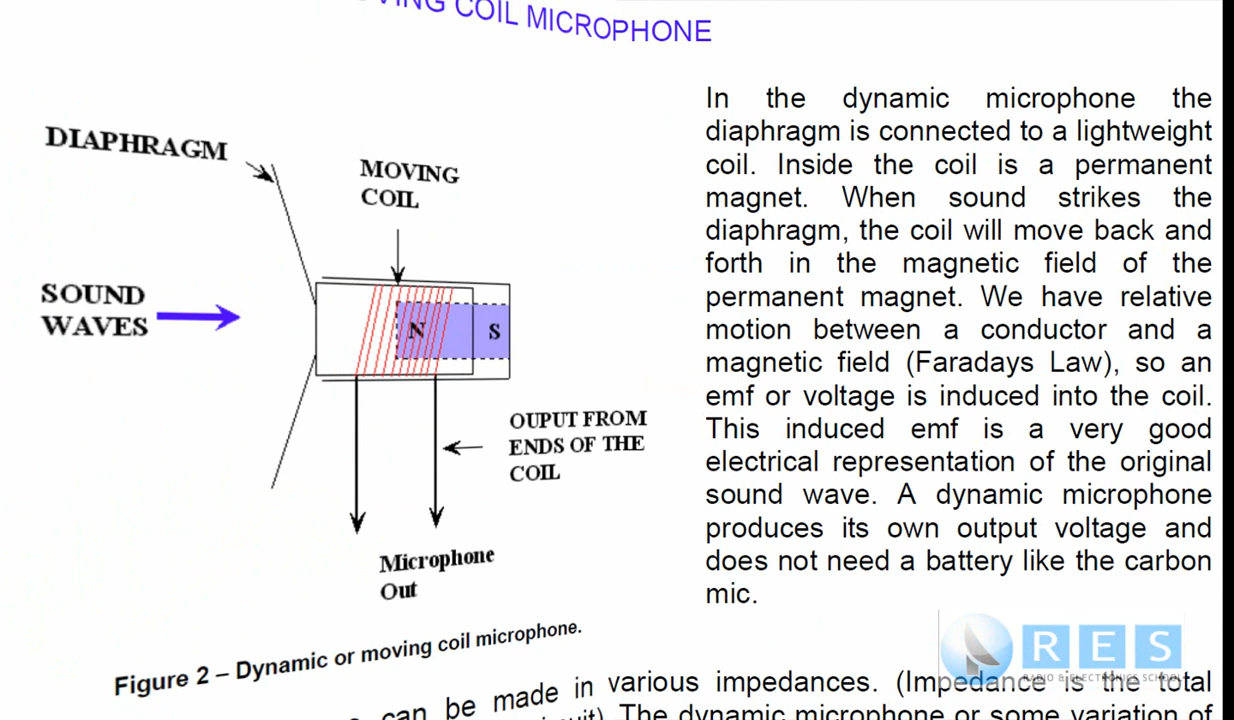 MOVING COIL MICROPHONE
DIAPHRAGM
MOVING
COIL
SOUND
WAVES
N
S
OUPUT FROM
ENDS OF THE
COIL
Microphone
Out
Figure 2 – Dynamic or moving coil microphone.
In the dynamic microphone the
diaphragm is connected to a lightweight
coil. Inside the coil is a permanent
magnet. When sound strikes the
diaphragm, the coil will move back and
forth in the magnetic field of the
permanent magnet. We have relative
motion between a conductor and a
magnetic field (Faradays Law), so an
emf or voltage is induced into the coil.
This induced emf is a very good
electrical representation of the original
sound wave. A dynamic microphone
produces its own output voltage and
does not need a battery like the carbon
mic.
RES
RADIO & ELECTRONICS SCHOOL
can be made in various impedances. (Impedance is the total
The dynamic microphone or some variation of